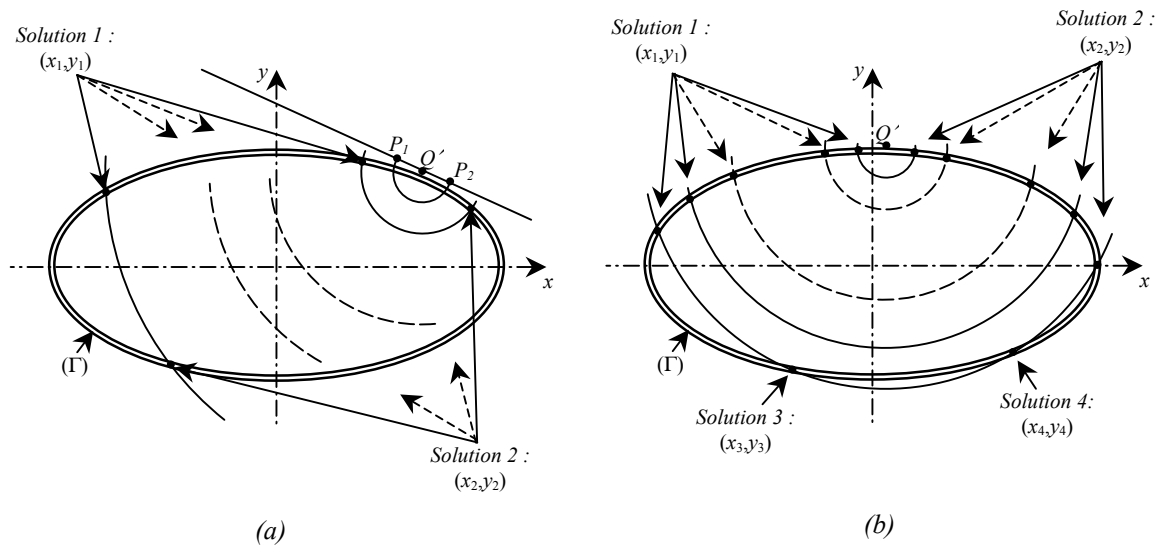 Solution 1 :
(x₁,y₁)
y
P₁
Q′
P₂
x
(Γ)
Solution 2 :
(x₂,y₂)
(a)
Solution 1 :
(x₁,y₁)
Solution 2 :
(x₂,y₂)
y
Q′
x
(Γ)
Solution 3 :
(x₃,y₃)
Solution 4:
(x₄,y₄)
(b)